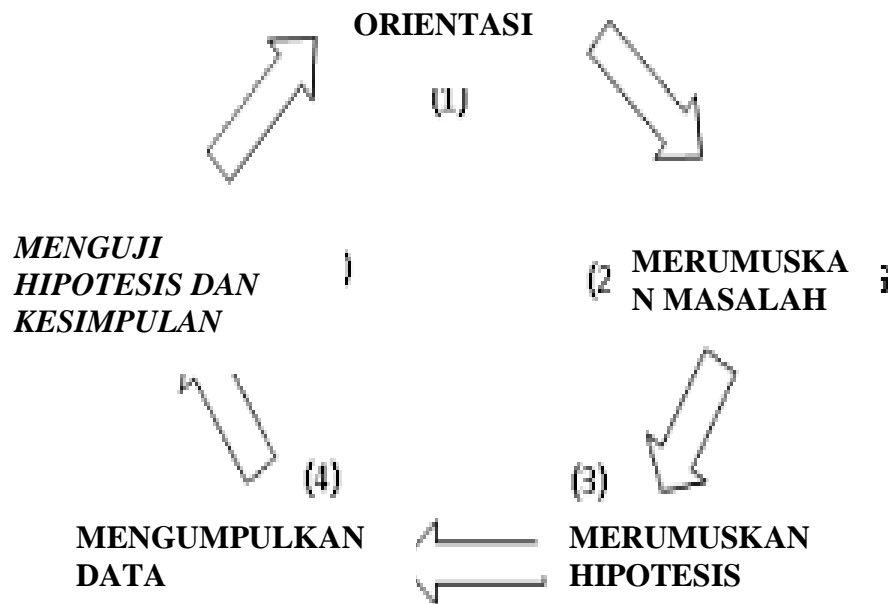 ORIENTASI
(1)
MENGUJI
HIPOTESIS DAN
KESIMPULAN
)
(2
MERUMUSKA
N MASALAH
(4)
(3)
MENGUMPULKAN
DATA
MERUMUSKAN
HIPOTESIS